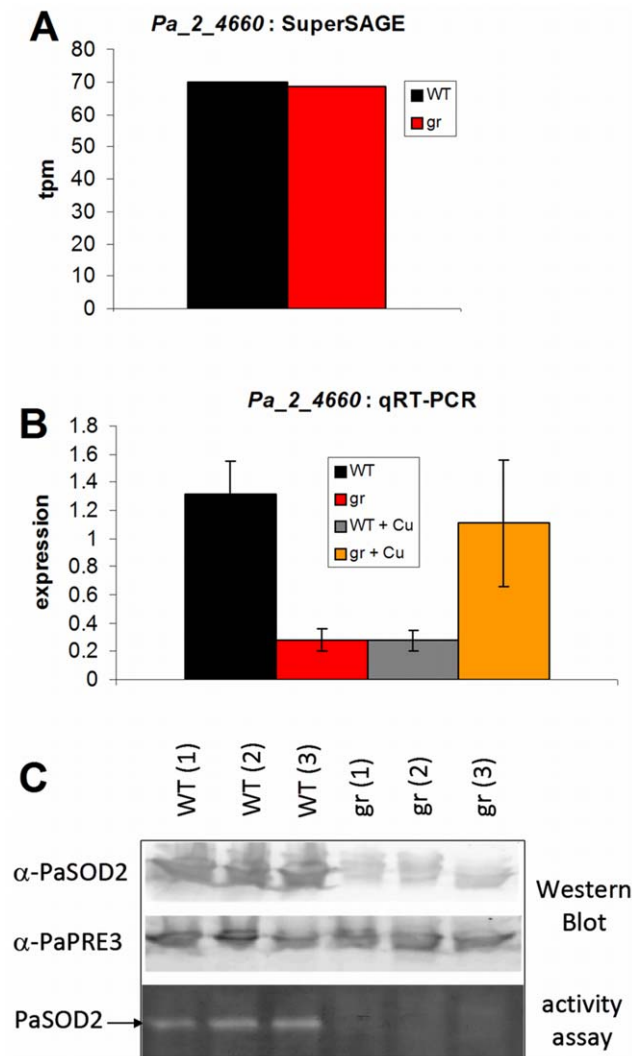 A
Pa_2_4660 : SuperSAGE
80
70
60
50
40
30
20
10
0
tpm
WT
gr
B
Pa_2_4660 : qRT-PCR
1.8
1.6
1.4
1.2
1
0.8
0.6
0.4
0.2
0
expression
WT
gr
WT + Cu
gr + Cu
C
WT (1)
WT (2)
WT (3)
gr (1)
gr (2)
gr (3)
α-PaSOD2
α-PaPRE3
Western
Blot
PaSOD2
activity
assay